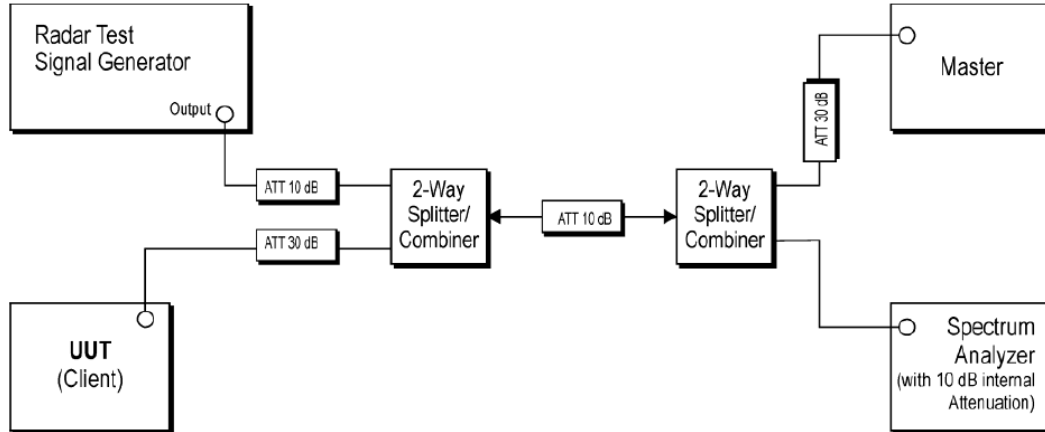 Radar Test
Signal Generator
Output
Master
ATT 30 dB
ATT 10 dB
2-Way
Splitter/
Combiner
ATT 10 dB
2-Way
Splitter/
Combiner
ATT 30 dB
UUT
(Client)
Spectrum
Analyzer
(with 10 dB internal
Attenuation)